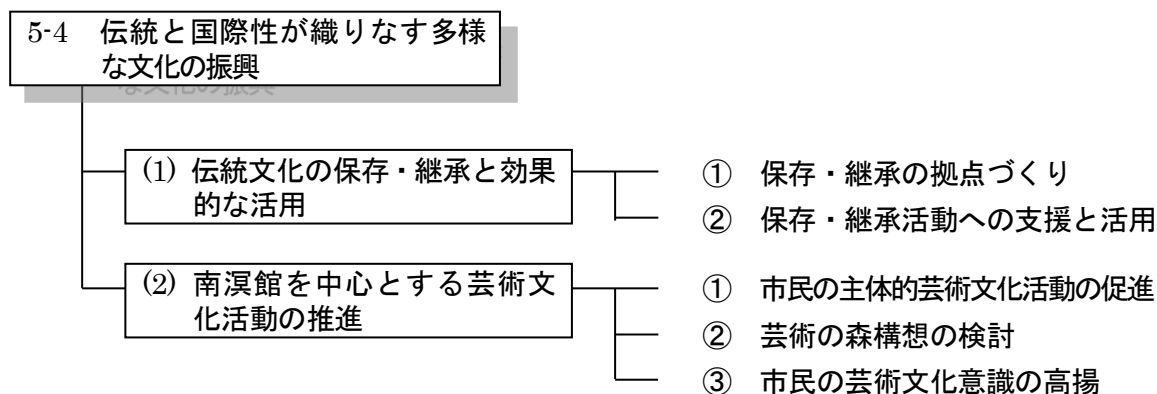 5-4 伝統と国際性が織りなす多様
な文化の振興
(1) 伝統文化の保存・継承と効果
的な活用
① 保存・継承の拠点づくり
② 保存・継承活動への支援と活用
(2) 南溟館を中心とする芸術文
化活動の推進
① 市民の主体的芸術文化活動の促進
② 芸術の森構想の検討
③ 市民の芸術文化意識の高揚